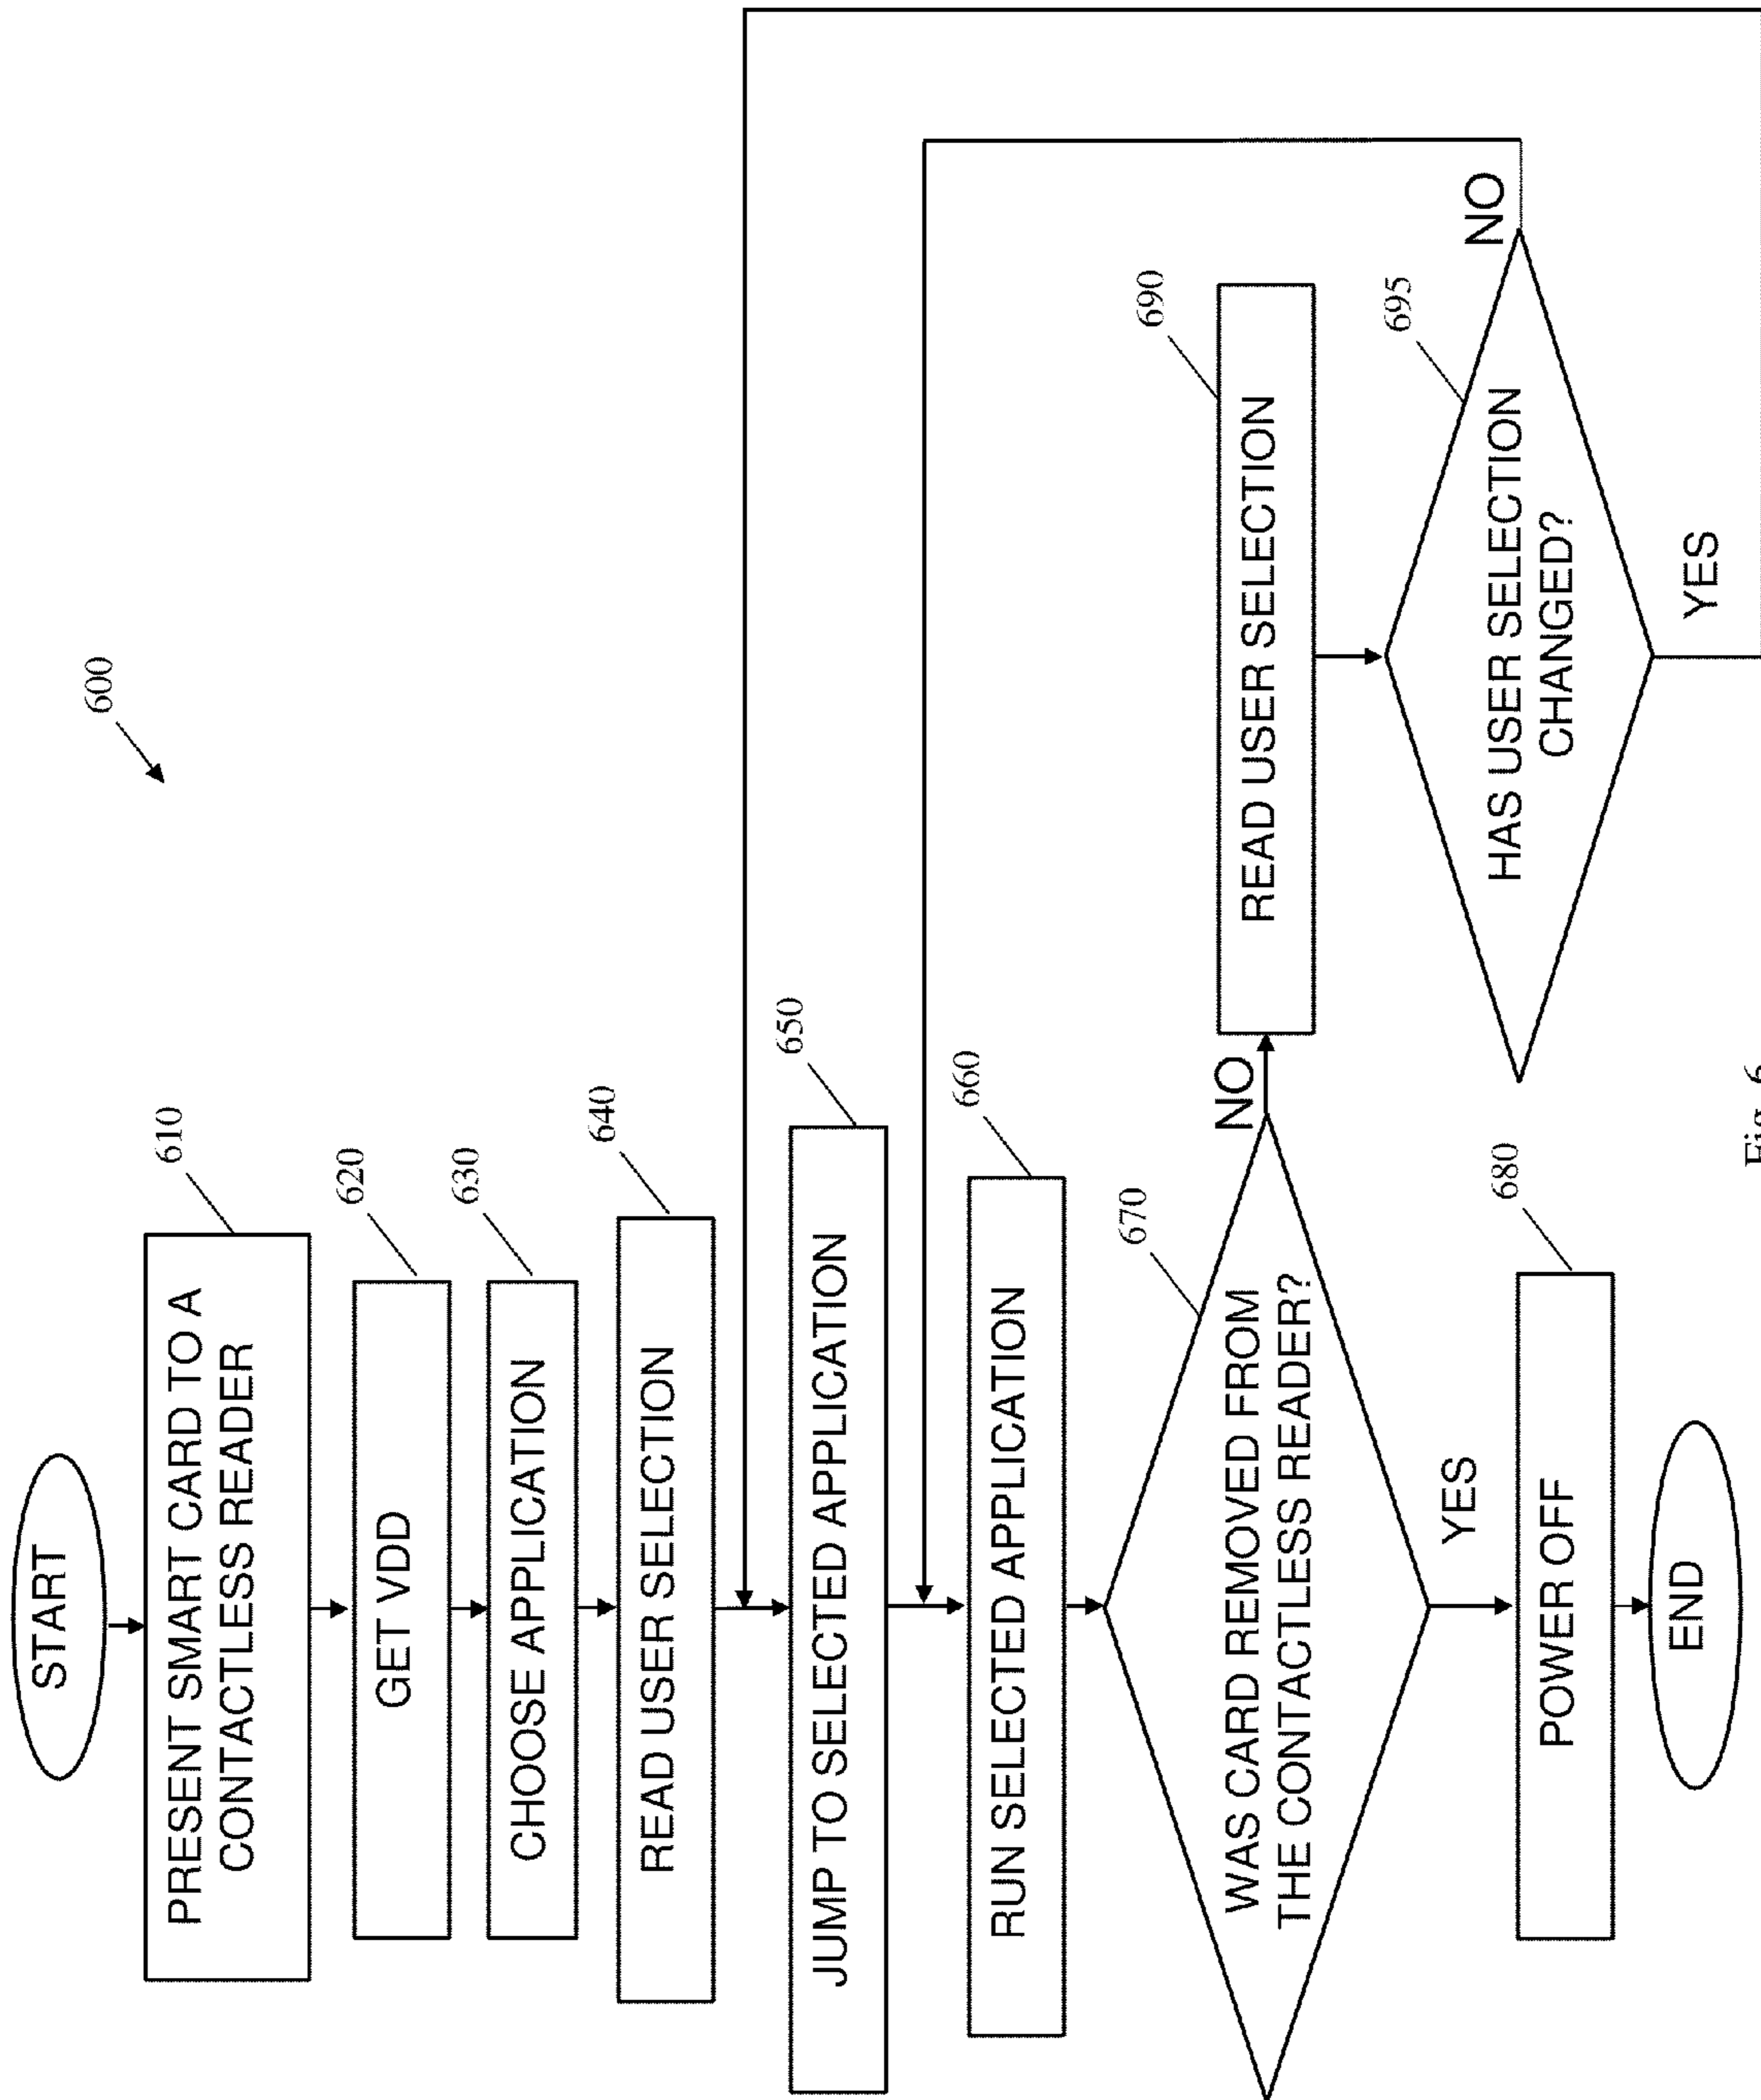 600
START
610
PRESENT SMART CARD TO A
CONTACTLESS READER
620
GET VDD
630
CHOOSE APPLICATION
640
READ USER SELECTION
650
JUMP TO SELECTED APPLICATION
660
RUN SELECTED APPLICATION
670
WAS CARD REMOVED FROM
THE CONTACTLESS READER?
NO
YES
680
POWER OFF
END
690
READ USER SELECTION
695
HAS USER SELECTION
CHANGED?
NO
YES
Fig. 6